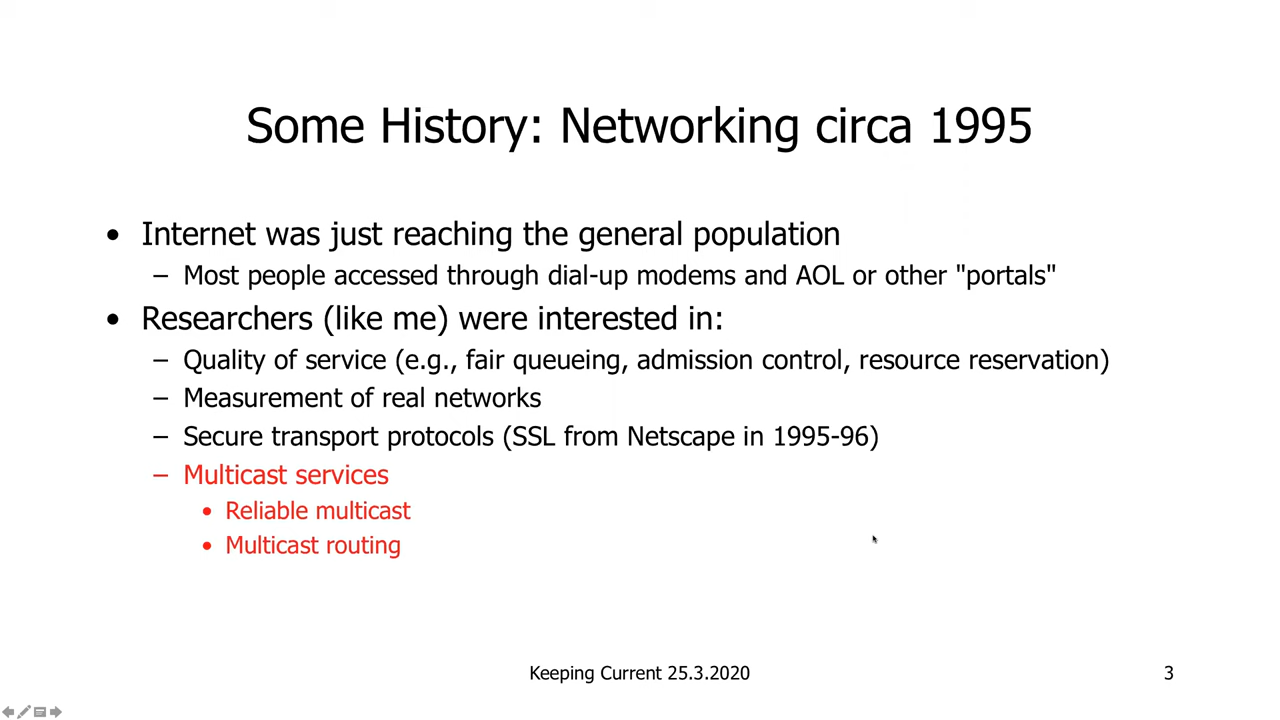 Some History: Networking circa 1995
• Internet was just reaching the general population
– Most people accessed through dial-up modems and AOL or other "portals"
• Researchers (like me) were interested in:
– Quality of service (e.g., fair queueing, admission control, resource reservation)
– Measurement of real networks
– Secure transport protocols (SSL from Netscape in 1995-96)
– Multicast services
• Reliable multicast
• Multicast routing
Keeping Current 25.3.2020
3